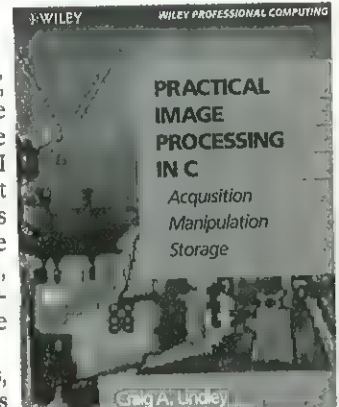 WILEY
WILEY PROFESSIONAL COMPUTING
PRACTICAL
IMAGE
PROCESSING
IN C
Acquisition
Manipulation
Storage
Craig A. Lindley